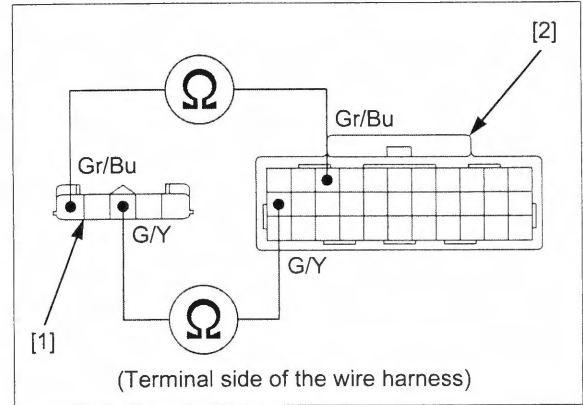 [2]
Ω
Gr/Bu
Gr/Bu
G/Y
G/Y
Ω
[1]
(Terminal side of the wire harness)